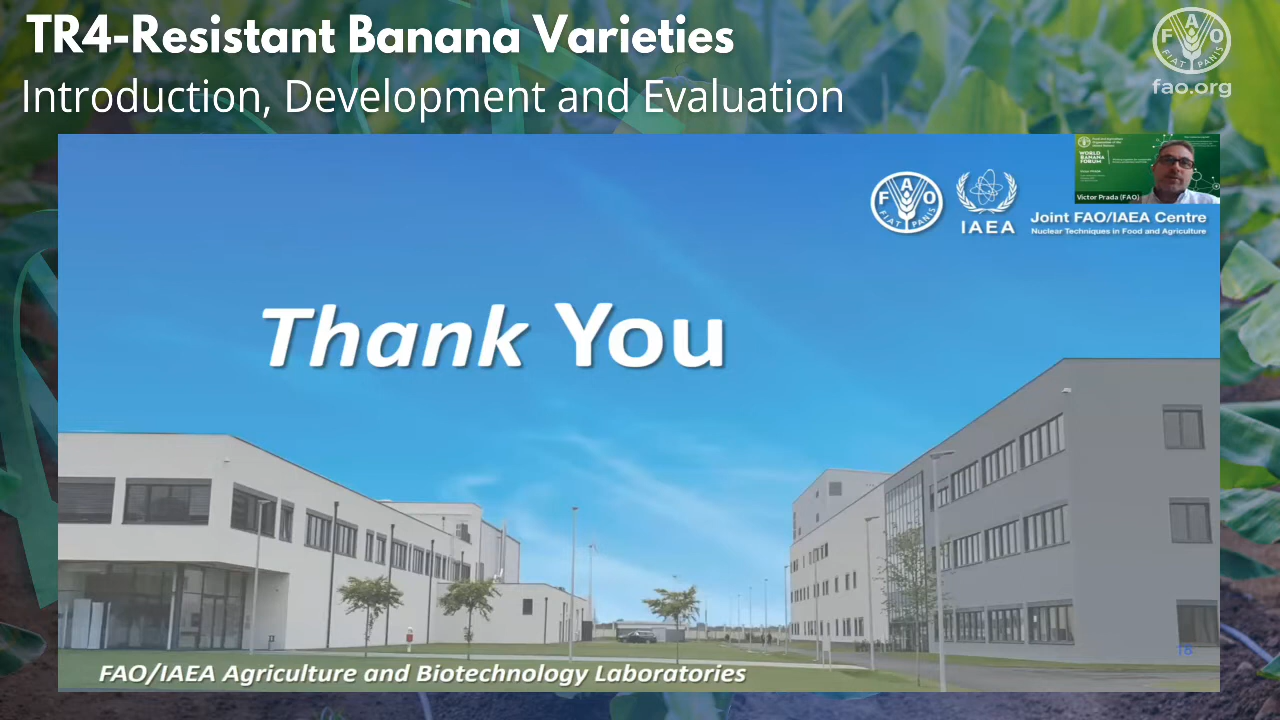 TR4-Resistant Banana Varieties
Introduction, Development and Evaluation
FAO
FIAT PANIS
fao.org
WORLD
BANANA
FORUM
Victor Prada (FAO)
FAO
FIAT PANIS
IAEA
Joint FAO/IAEA Centre
Nuclear Techniques in Food and Agriculture
Thank You
16
FAO/IAEA Agriculture and Biotechnology Laboratories